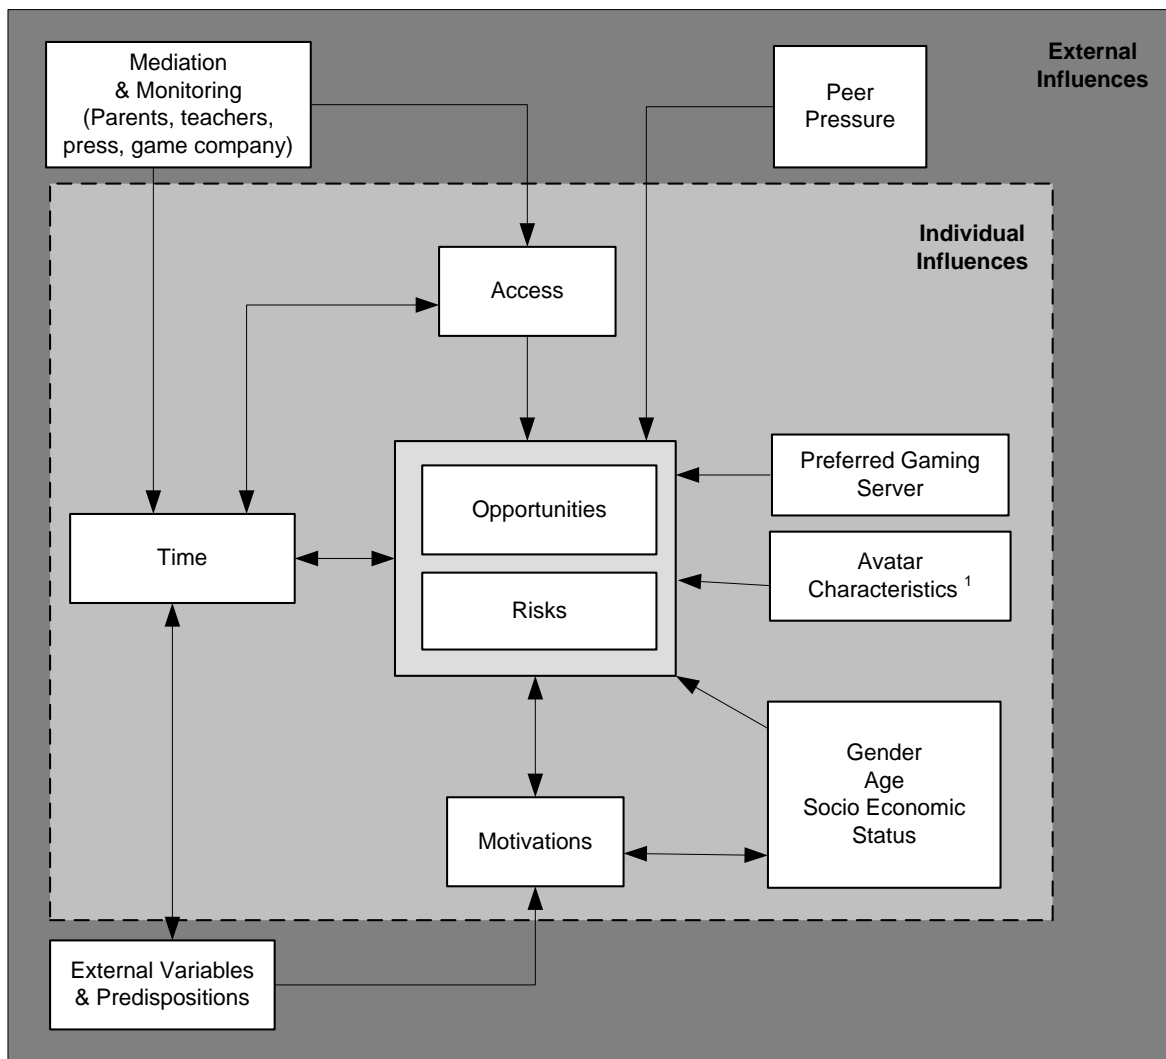 Mediation
& Monitoring
(Parents, teachers,
press, game company)
Peer
Pressure
External
Influences
Individual
Influences
Access
Preferred Gaming
Server
Opportunities
Time
Avatar
Characteristics 1
Risks
Gender
Age
Socio Economic
Status
Motivations
External Variables
& Predispositions